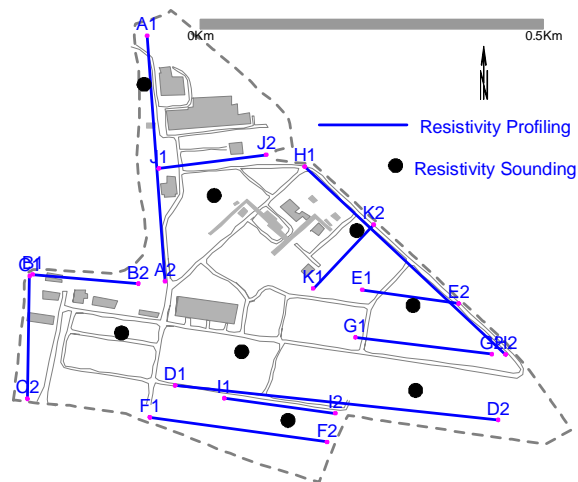 A1
0Km 0.5Km
N
Resistivity Profiling
J2
J1 H1
Resistivity Sounding
K2
B1
C1
B2 A2 K1 E1
E2
G1
G2 H2
D1
I1
C2
I2
F1 D2
F2